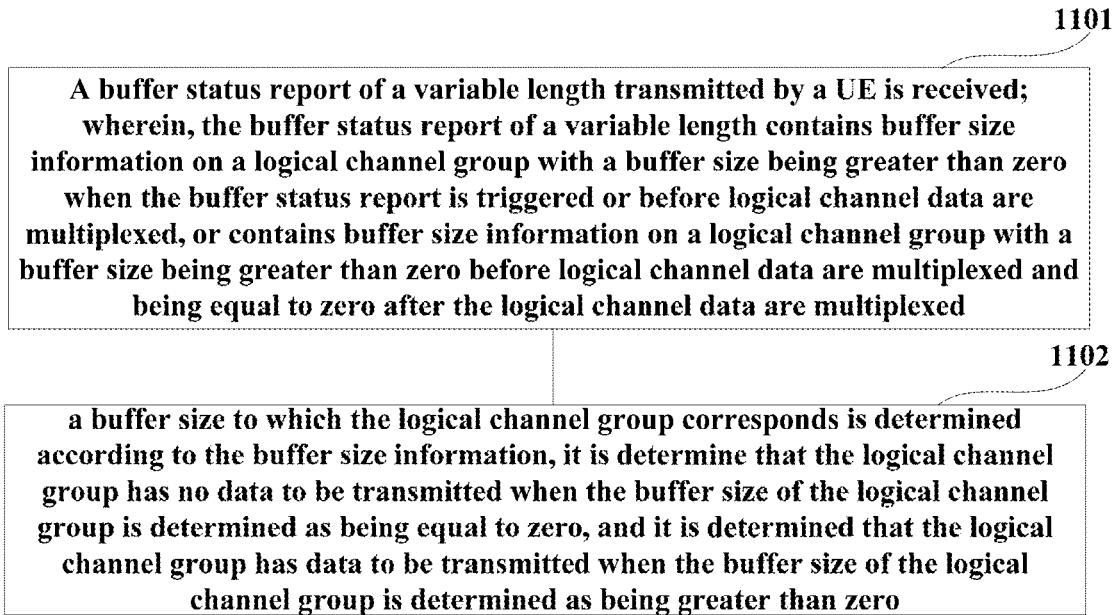 1101
A buffer status report of a variable length transmitted by a UE is received;
wherein, the buffer status report of a variable length contains buffer size
information on a logical channel group with a buffer size being greater than zero
when the buffer status report is triggered or before logical channel data are
multiplexed, or contains buffer size information on a logical channel group with a
buffer size being greater than zero before logical channel data are multiplexed and
being equal to zero after the logical channel data are multiplexed
1102
a buffer size to which the logical channel group corresponds is determined
according to the buffer size information, it is determine that the logical channel
group has no data to be transmitted when the buffer size of the logical channel
group is determined as being equal to zero, and it is determined that the logical
channel group has data to be transmitted when the buffer size of the logical
channel group is determined as being greater than zero